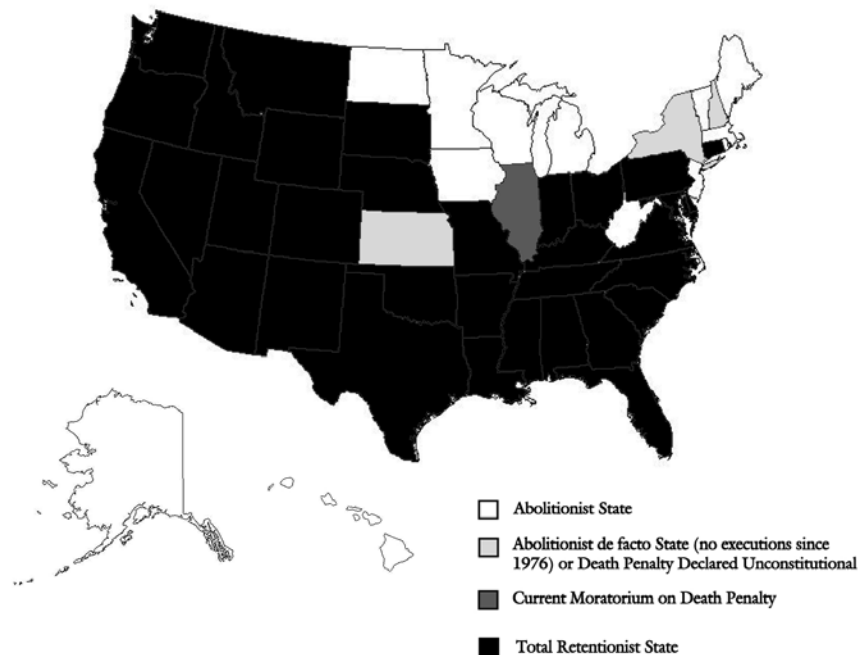 Abolitionist State
Abolitionist de facto State (no executions since
1976) or Death Penalty Declared Unconstitutional
Current Moratorium on Death Penalty
Total Retentionist State